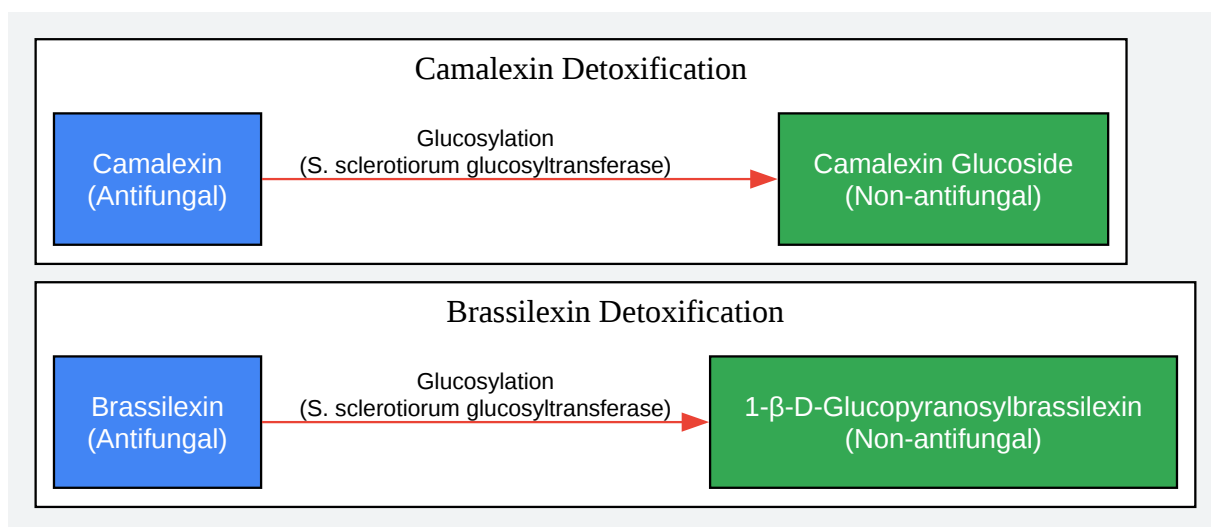 Camalexin Detoxification
Camalexin
(Antifungal)
Glucosylation
(S. sclerotiorum glucosyltransferase)
Camalexin Glucoside
(Non-antifungal)
Brassilexin Detoxification
Brassilexin
(Antifungal)
Glucosylation
(S. sclerotiorum glucosyltransferase)
1-β-D-Glucopyranosylbrassilexin
(Non-antifungal)